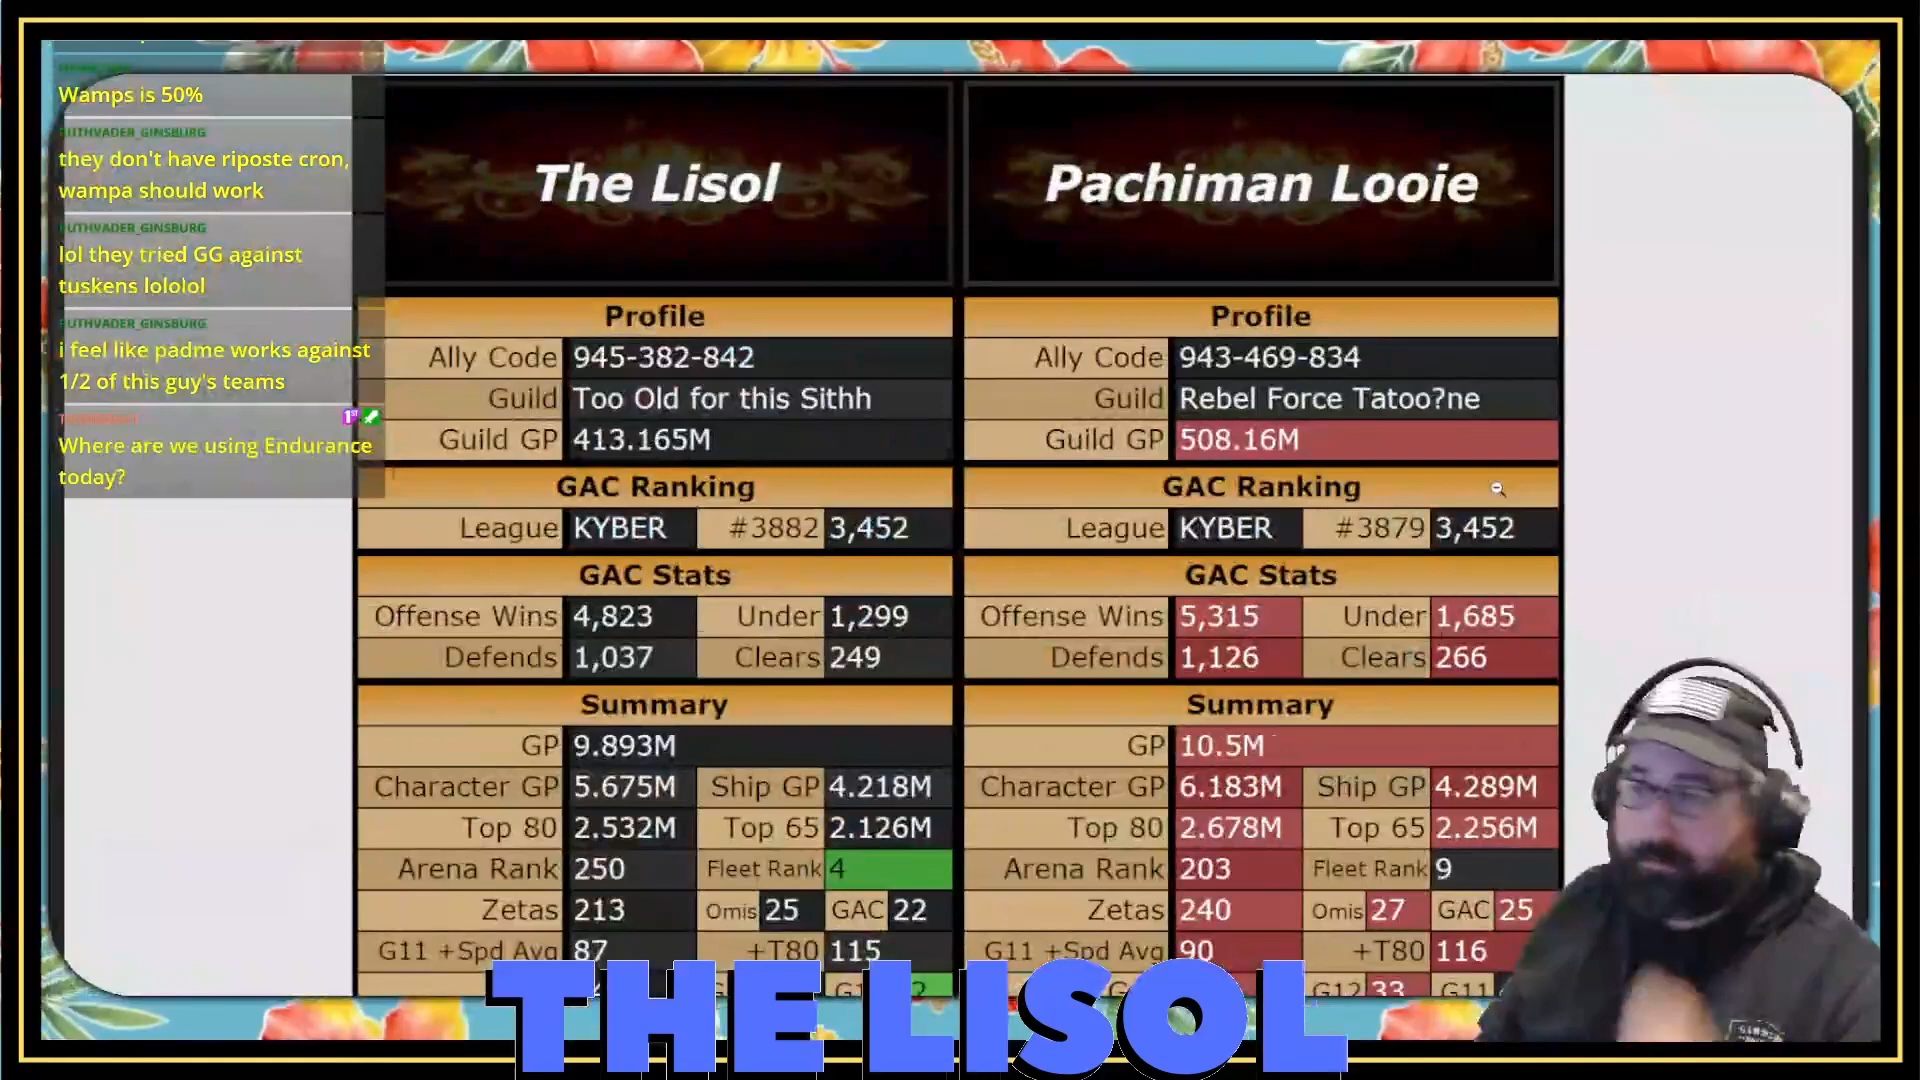 Wamps is 50%
RUTHVADER_GINSBURG
they don't have riposte cron,
wampa should work
RUTHVADER_GINSBURG
lol they tried GG against
tuskens lololol
RUTHVADER_GINSBURG
i feel like padme works against
1/2 of this guy's teams
1ST
Where are we using Endurance
today?
The Lisol
Profile
Ally Code 945-382-842
Guild Too Old for this Sithh
Guild GP 413.165M
GAC Ranking
League KYBER #3882 3,452
GAC Stats
Offense Wins 4,823 Under 1,299
Defends 1,037 Clears 249
Summary
GP 9.893M
Character GP 5.675M Ship GP 4.218M
Top 80 2.532M Top 65 2.126M
Arena Rank 250 Fleet Rank 4
Zetas 213 Omis 25 GAC 22
G11 +Spd Avg 87 +T80 115
Pachiman Looie
Profile
Ally Code 943-469-834
Guild Rebel Force Tatoo?ne
Guild GP 508.16M
GAC Ranking
League KYBER #3879 3,452
GAC Stats
Offense Wins 5,315 Under 1,685
Defends 1,126 Clears 266
Summary
GP 10.5M
Character GP 6.183M Ship GP 4.289M
Top 80 2.678M Top 65 2.256M
Arena Rank 203 Fleet Rank 9
Zetas 240 Omis 27 GAC 25
G11 +Spd Avg 90 +T80 116
G12 33 G11
THE LISOL